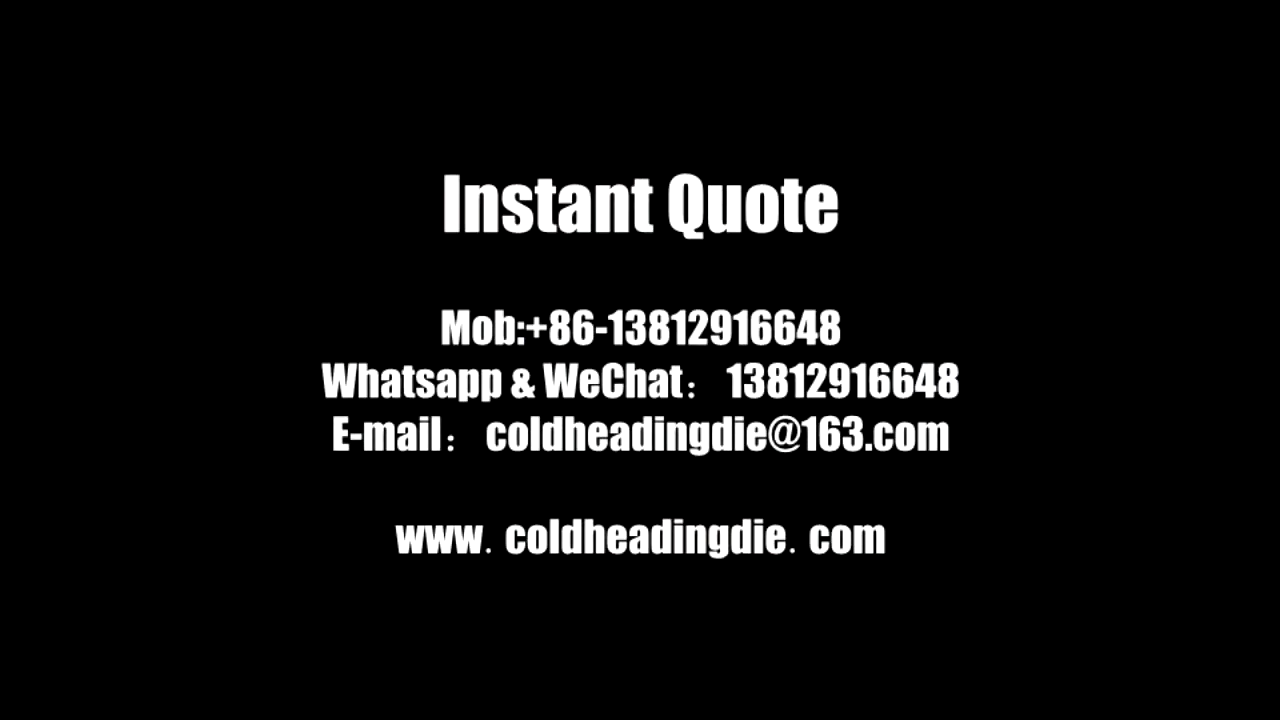 Instant Quote
Mob:+86-13812916648
Whatsapp & WeChat： 13812916648
E-mail： coldheadingdie@163.com
www. coldheadingdie. com